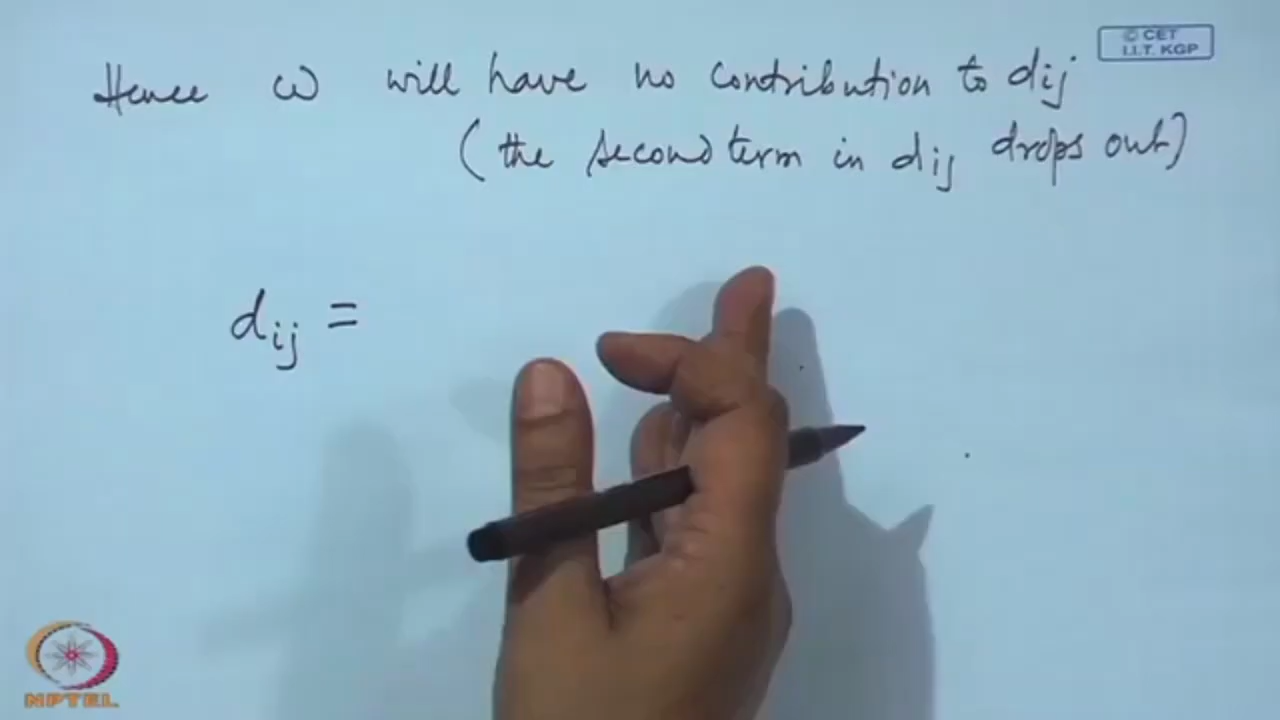 © CET
I.I.T. KGP
Hence ω will have no contribution to dij
(the second term in dij drops out)
dij =
NPTEL